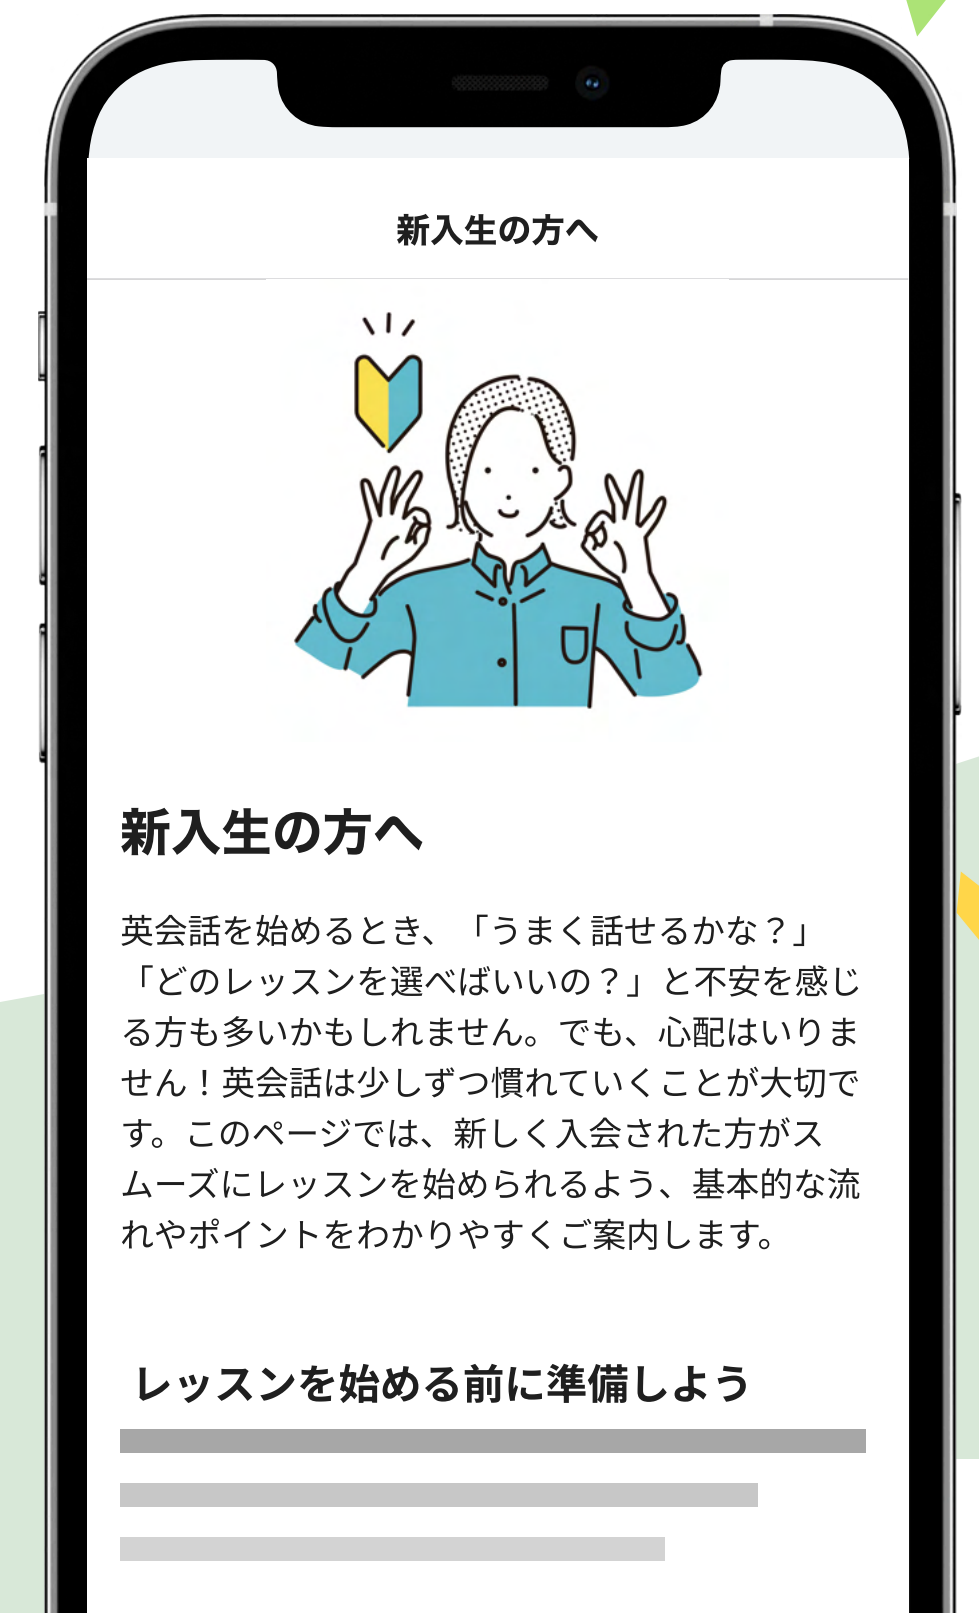 新入生の方へ
新入生の方へ
英会話を始めるとき、「うまく話せるかな？」
「どのレッスンを選べばいいの？」と不安を感じ
る方も多いかもしれません。でも、心配はいりま
せん！英会話は少しずつ慣れていくことが大切で
す。このページでは、新しく入会された方がス
ムーズにレッスンを始められるよう、基本的な流
れやポイントをわかりやすくご案内します。
レッスンを始める前に準備しよう